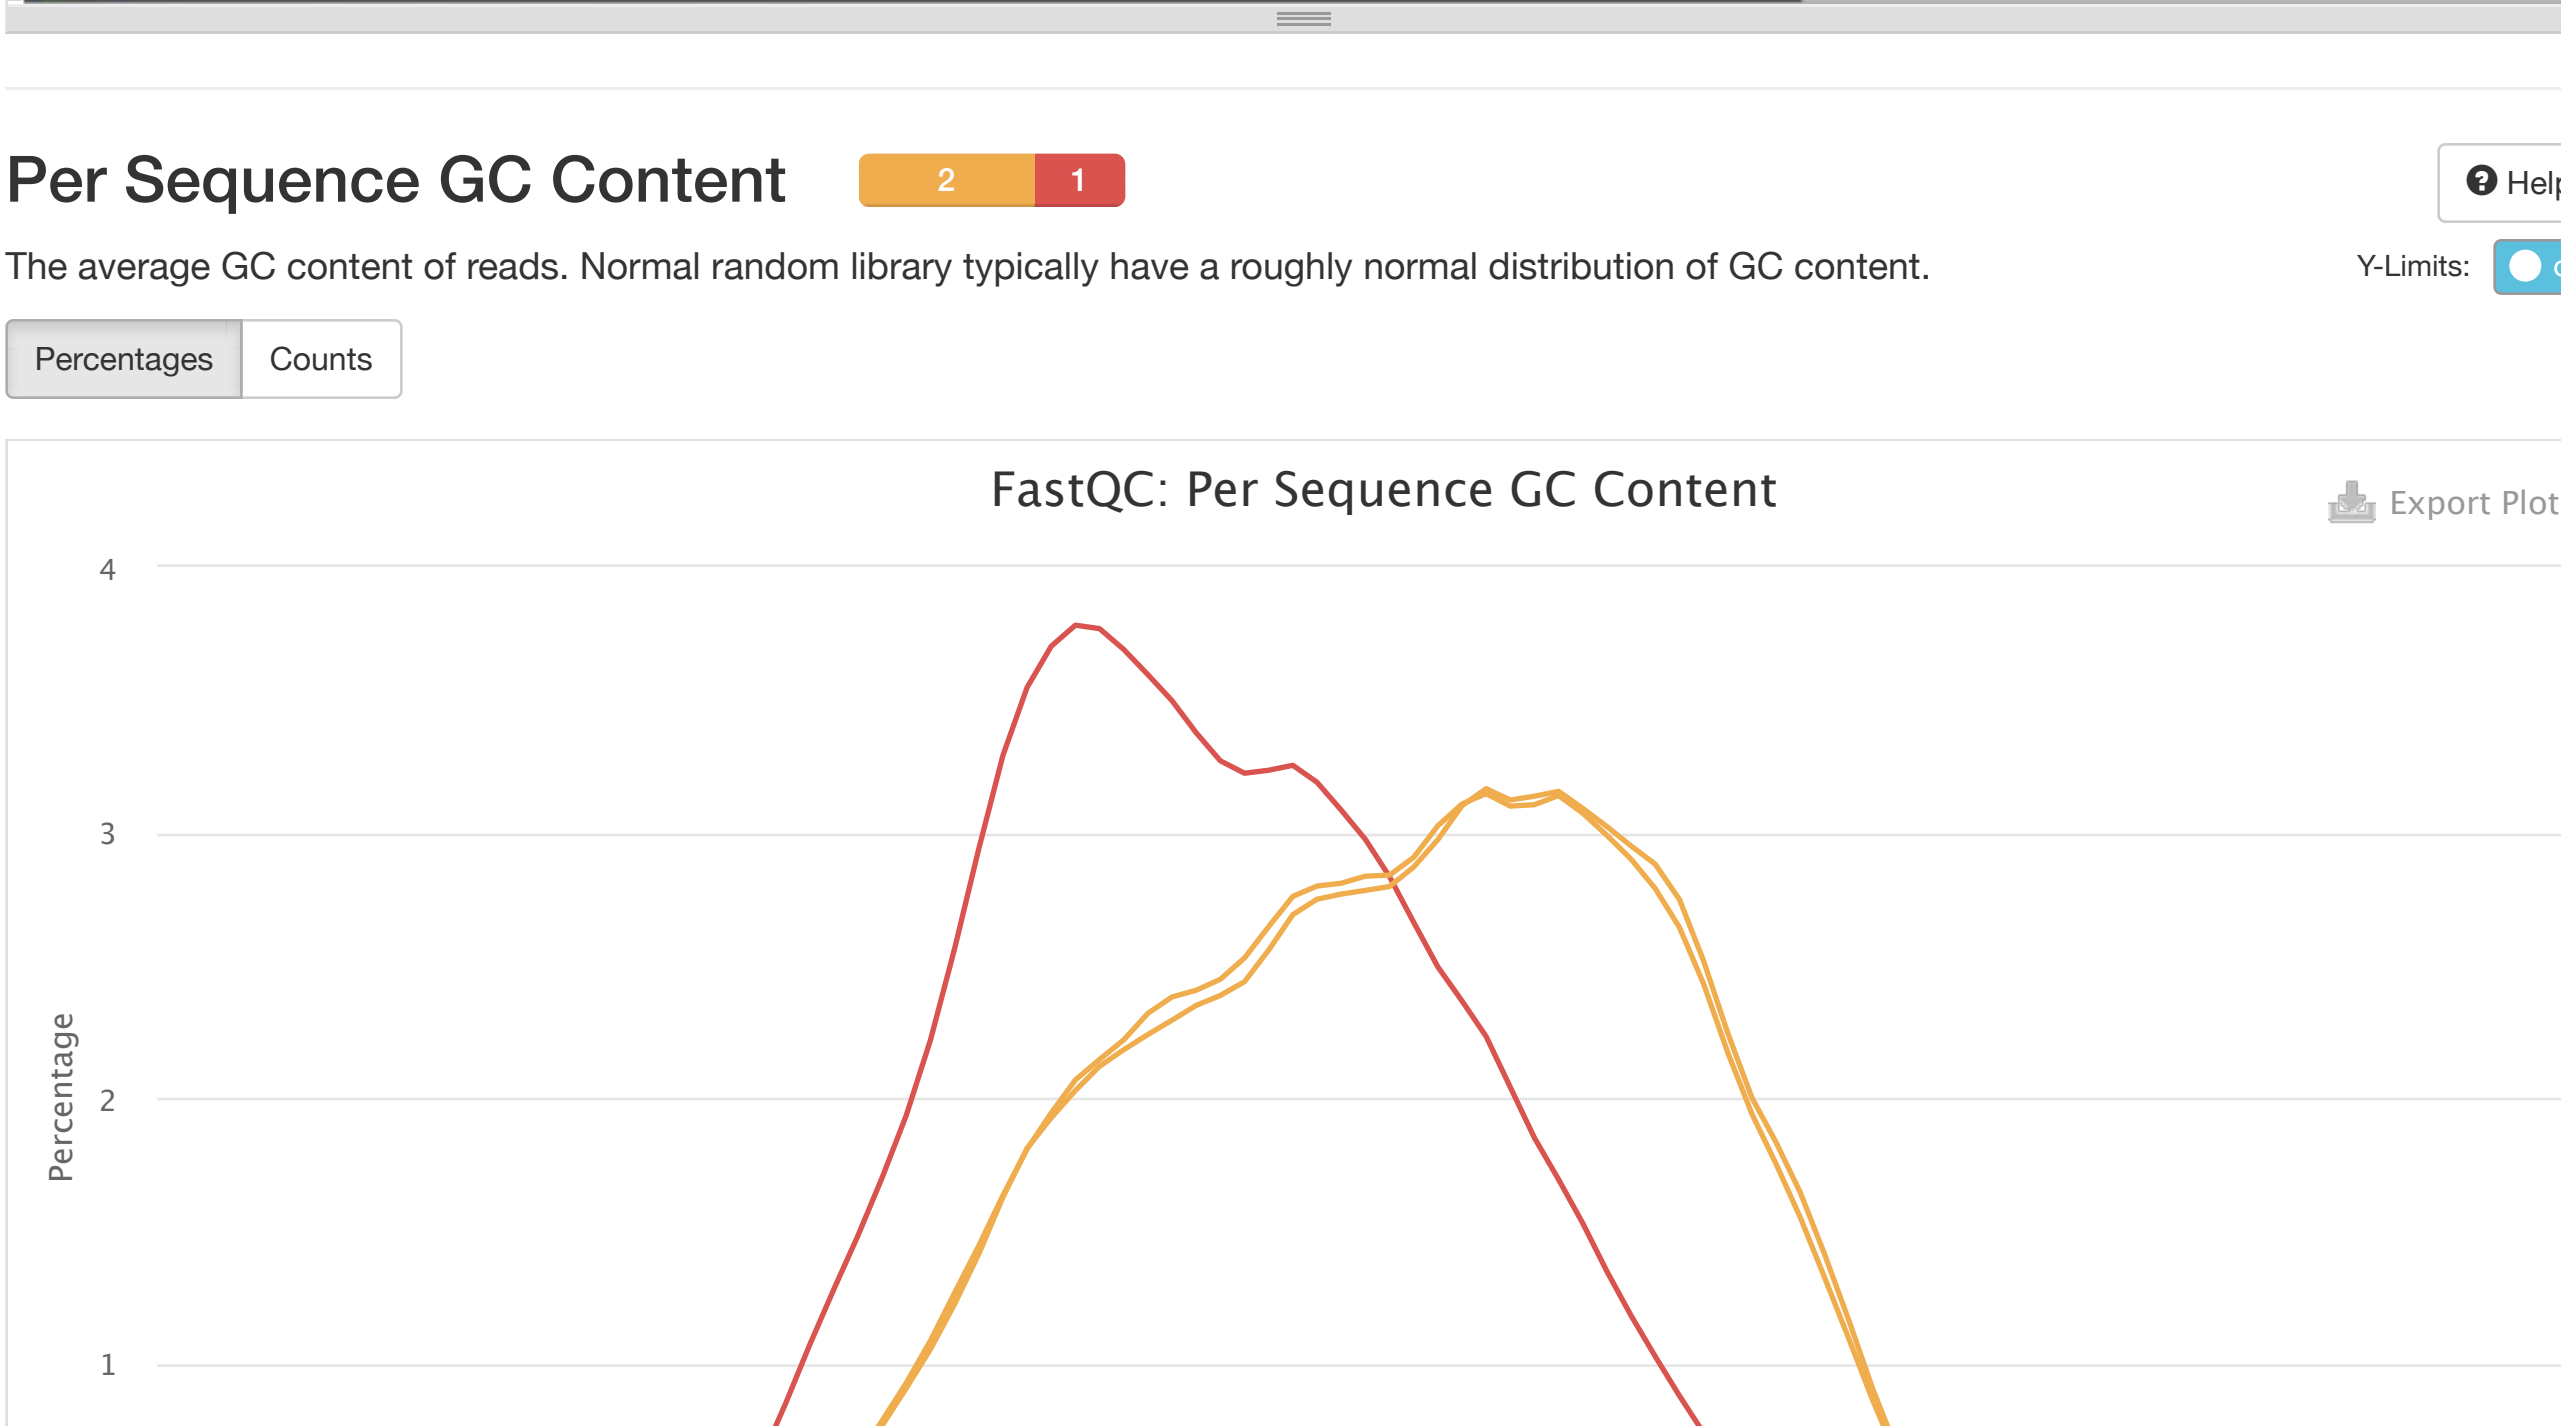 Per Sequence GC Content 2 1
Help
The average GC content of reads. Normal random library typically have a roughly normal distribution of GC content.
Y-Limits:
Percentages Counts
FastQC: Per Sequence GC Content
Export Plot
4
3
2
1
Percentage